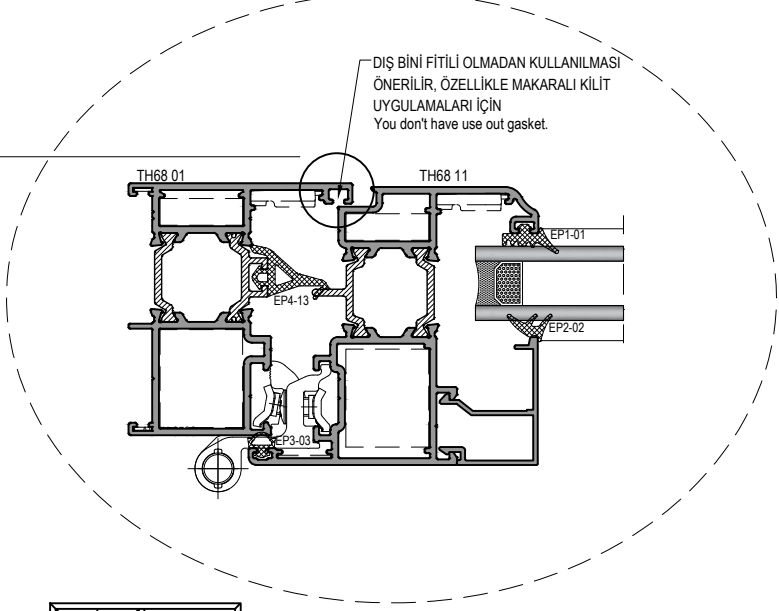 DIŞ BİNİ FİTİLİ OLMADAN KULLANILMASI
ÖNERİLİR, ÖZELLİKLE MAKARALI KİLİT
UYGULAMALARI İÇİN
You don't have use out gasket.
TH68 01
TH68 11
EP1-01
EP4-13
EP2-02
EP3-03